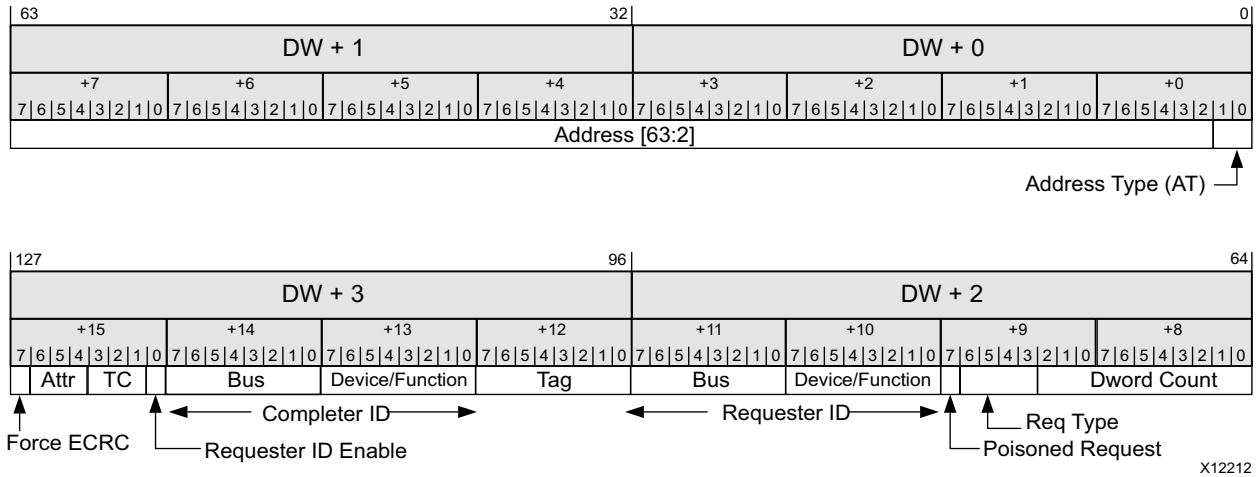 63 32 0
DW + 1 DW + 0
+7 +6 +5 +4 +3 +2 +1 +0
7 6 5 4 3 2 1 0 7 6 5 4 3 2 1 0 7 6 5 4 3 2 1 0 7 6 5 4 3 2 1 0 7 6 5 4 3 2 1 0 7 6 5 4 3 2 1 0 7 6 5 4 3 2 1 0 7 6 5 4 3 2 1 0
Address [63:2]
Address Type (AT)
127 96 64
DW + 3 DW + 2
+15 +14 +13 +12 +11 +10 +9 +8
7 6 5 4 3 2 1 0 7 6 5 4 3 2 1 0 7 6 5 4 3 2 1 0 7 6 5 4 3 2 1 0 7 6 5 4 3 2 1 0 7 6 5 4 3 2 1 0 7 6 5 4 3 2 1 0 7 6 5 4 3 2 1 0
Attr TC Bus Device/Function Tag Bus Device/Function Dword Count
Completer ID Requester ID
Force ECRC Requester ID Enable Req Type
Poisoned Request
X12212